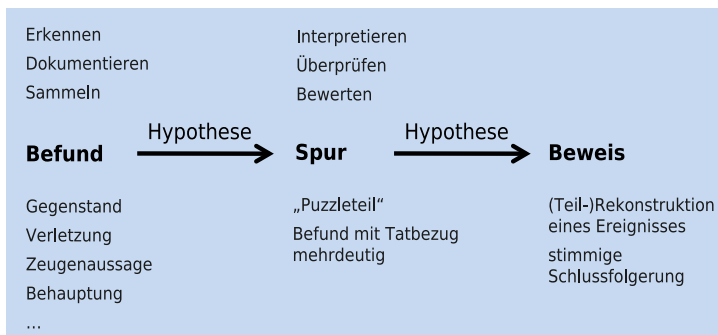 Erkennen
Dokumentieren
Sammeln
Interpretieren
Überprüfen
Bewerten
Befund
Hypothese
Spur
Hypothese
Beweis
Gegenstand
Verletzung
Zeugenaussage
Behauptung
...
„Puzzleteil“
Befund mit Tatbezug
mehrdeutig
(Teil-)Rekonstruktion
eines Ereignisses
stimmige
Schlussfolgerung